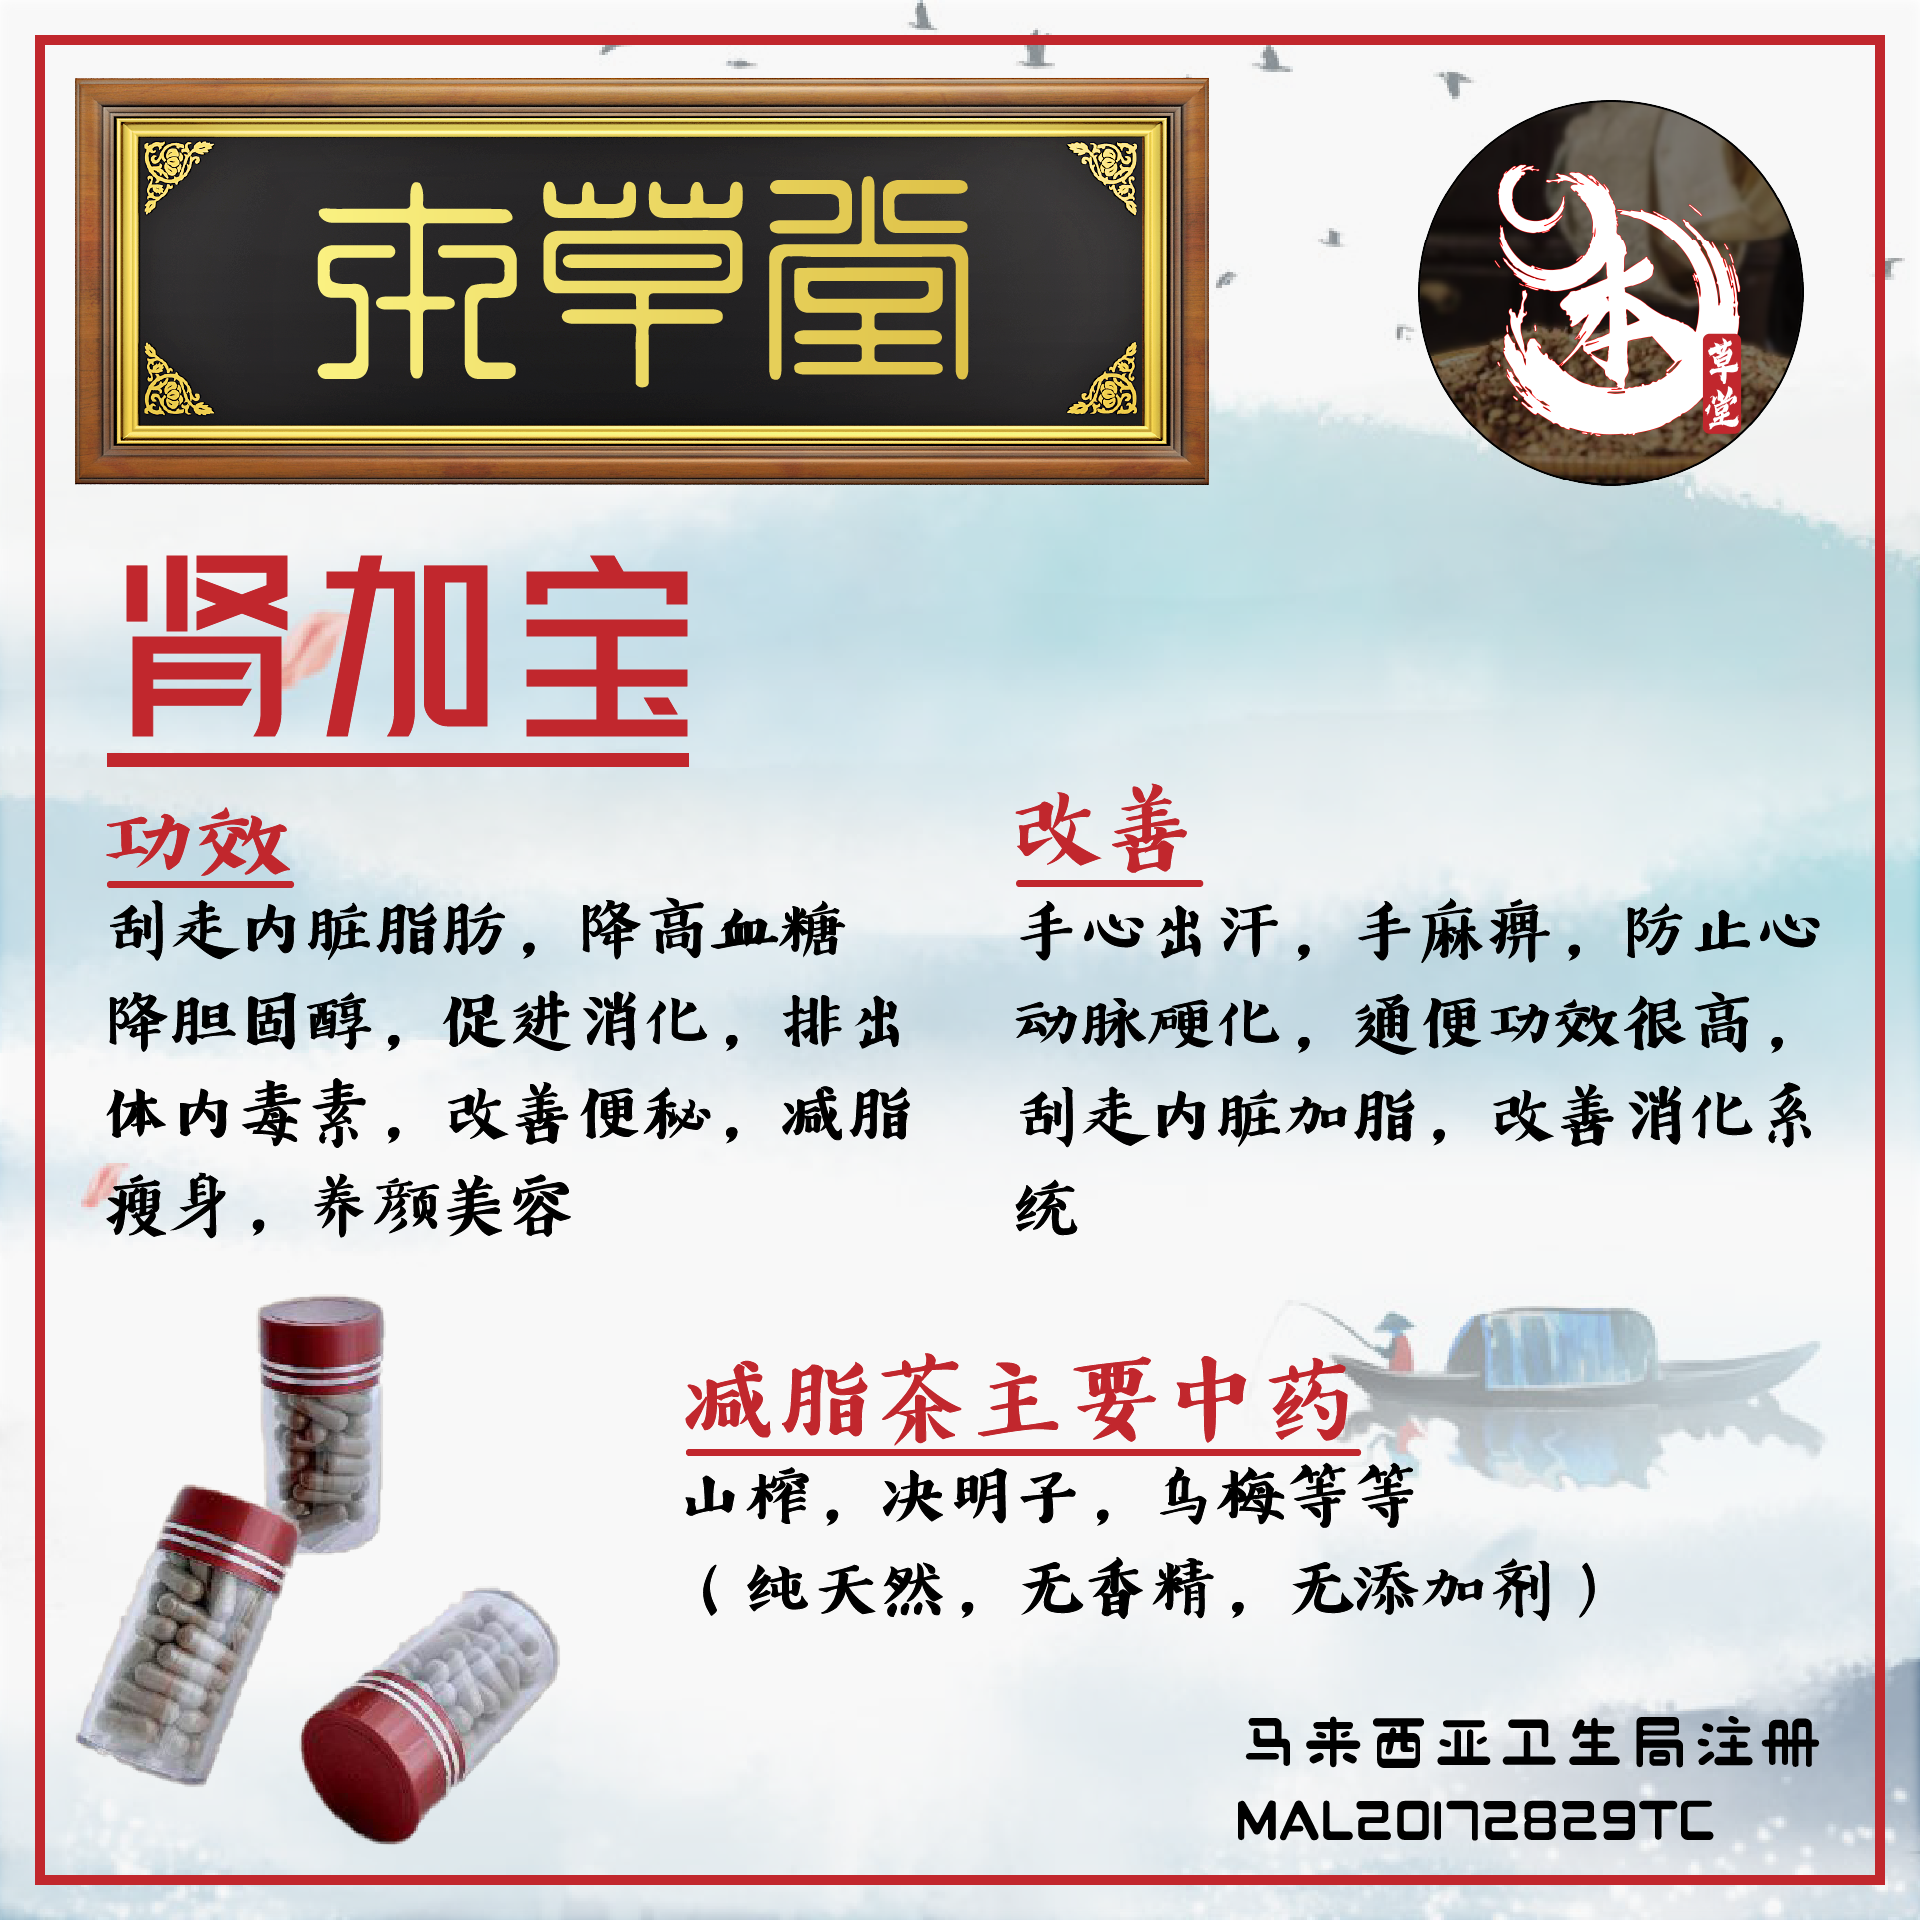 本草堂
本
草堂
肾加宝
功效
刮走内脏脂肪，降高血糖
降胆固醇，促进消化，排出
体内毒素，改善便秘，减脂
瘦身，养颜美容
改善
手心出汗，手麻痹，防止心
动脉硬化，通便功效很高，
刮走内脏加脂，改善消化系
统
减脂茶主要中药
山榨，决明子，乌梅等等
（纯天然，无香精，无添加剂）
马来西亚卫生局注册
MAL20172829TC